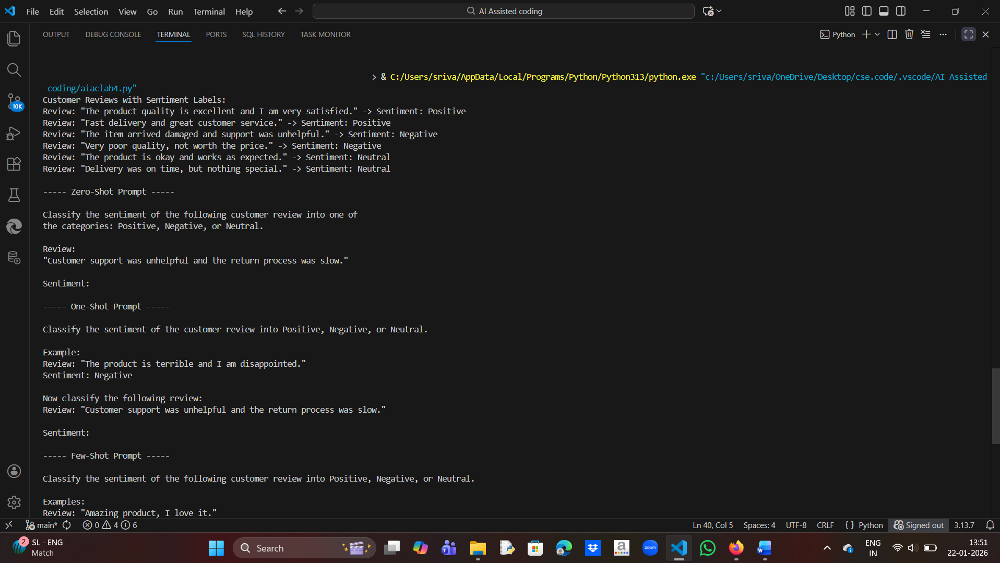 File Edit Selection View Go Run Terminal Help
AI Assisted coding
OUTPUT DEBUG CONSOLE TERMINAL PORTS SQL HISTORY TASK MONITOR
Python
> & C:/Users/sriva/AppData/Local/Programs/Python/Python313/python.exe "c:/Users/sriva/OneDrive/Desktop/cse.code/.vscode/AI Assisted
coding/aiaclab4.py"
10K
Customer Reviews with Sentiment Labels:
Review: "The product quality is excellent and I am very satisfied." -> Sentiment: Positive
Review: "Fast delivery and great customer service." -> Sentiment: Positive
Review: "The item arrived damaged and support was unhelpful." -> Sentiment: Negative
Review: "Very poor quality, not worth the price." -> Sentiment: Negative
Review: "The product is okay and works as expected." -> Sentiment: Neutral
Review: "Delivery was on time, but nothing special." -> Sentiment: Neutral
----- Zero-Shot Prompt -----
Classify the sentiment of the following customer review into one of
the categories: Positive, Negative, or Neutral.
Review:
"Customer support was unhelpful and the return process was slow."
Sentiment:
----- One-Shot Prompt -----
Classify the sentiment of the customer review into Positive, Negative, or Neutral.
Example:
Review: "The product is terrible and I am disappointed."
Sentiment: Negative
Now classify the following review:
Review: "Customer support was unhelpful and the return process was slow."
Sentiment:
----- Few-Shot Prompt -----
Classify the sentiment of the following customer review into Positive, Negative, or Neutral.
Examples:
Review: "Amazing product, I love it."
main* 0 4 6 Ln 40, Col 5 Spaces: 4 UTF-8 CRLF { } Python Signed out 3.13.7
2 SL - ENG
Match
Search
zoom
ENG
IN
13:51
22-01-2026